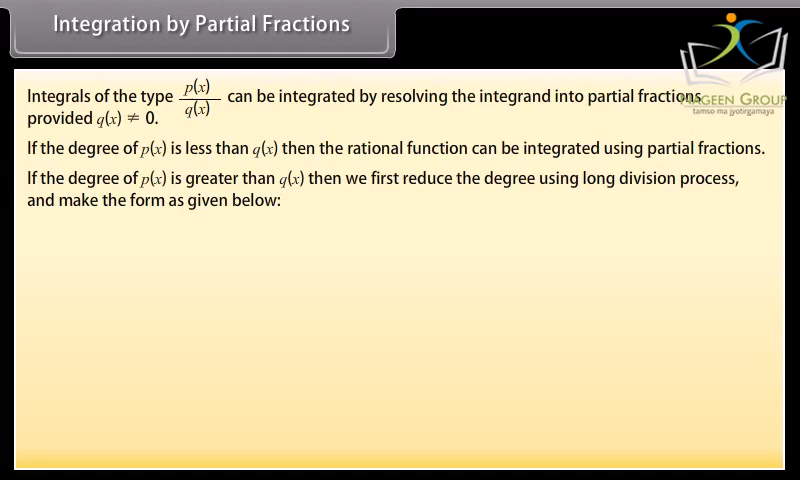 Integration by Partial Fractions
Integrals of the type p(x)/q(x) can be integrated by resolving the integrand into partial fractions
provided q(x) ≠ 0.
If the degree of p(x) is less than q(x) then the rational function can be integrated using partial fractions.
If the degree of p(x) is greater than q(x) then we first reduce the degree using long division process,
and make the form as given below:
GROUP
tamso ma jyotirgamaya